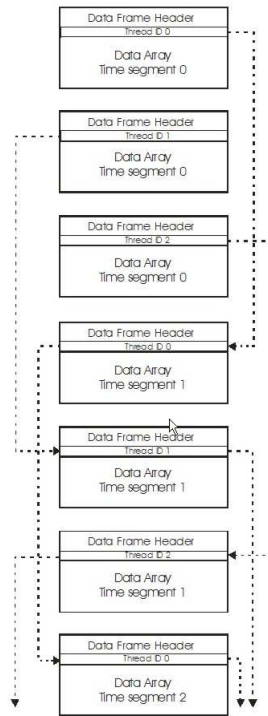 Data Frame Header
Thread ID 0
Data Array
Time segment 0
Data Frame Header
Thread ID 1
Data Array
Time segment 0
Data Frame Header
Thread ID 2
Data Array
Time segment 0
Data Frame Header
Thread ID 0
Data Array
Time segment 1
Data Frame Header
Thread ID 1
Data Array
Time segment 1
Data Frame Header
Thread ID 2
Data Array
Time segment 1
Data Frame Header
Thread ID 0
Data Array
Time segment 2